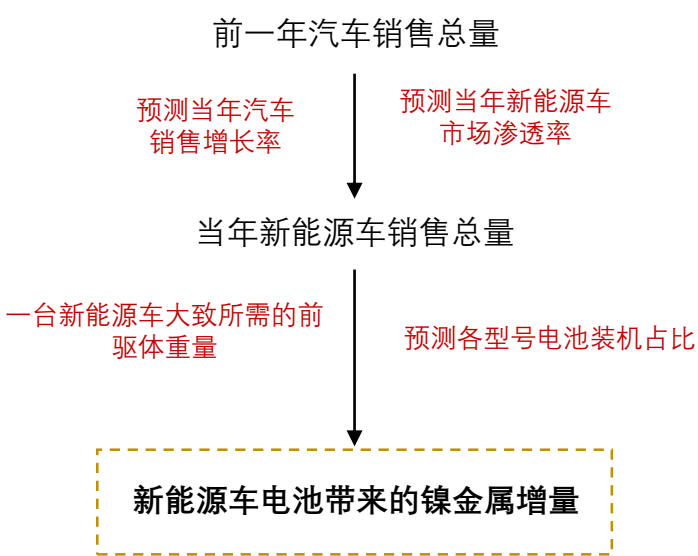 前一年汽车销售总量
预测当年汽车
销售增长率
预测当年新能源车
市场渗透率
当年新能源车销售总量
一台新能源车大致所需的前
驱体重量
预测各型号电池装机占比
新能源车电池带来的镍金属增量